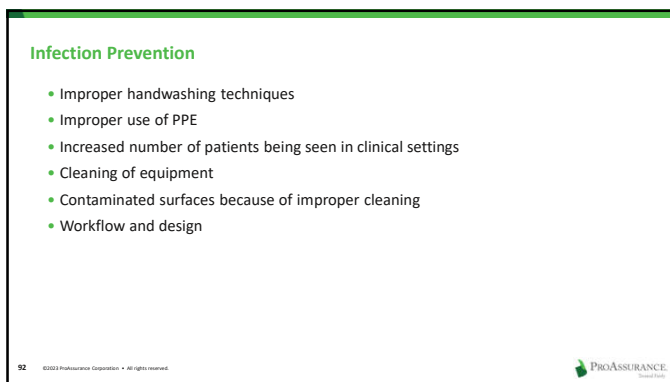 Infection Prevention
• Improper handwashing techniques
• Improper use of PPE
• Increased number of patients being seen in clinical settings
• Cleaning of equipment
• Contaminated surfaces because of improper cleaning
• Workflow and design
92 ©2023 ProAssurance Corporation • All rights reserved.
PROASSURANCE